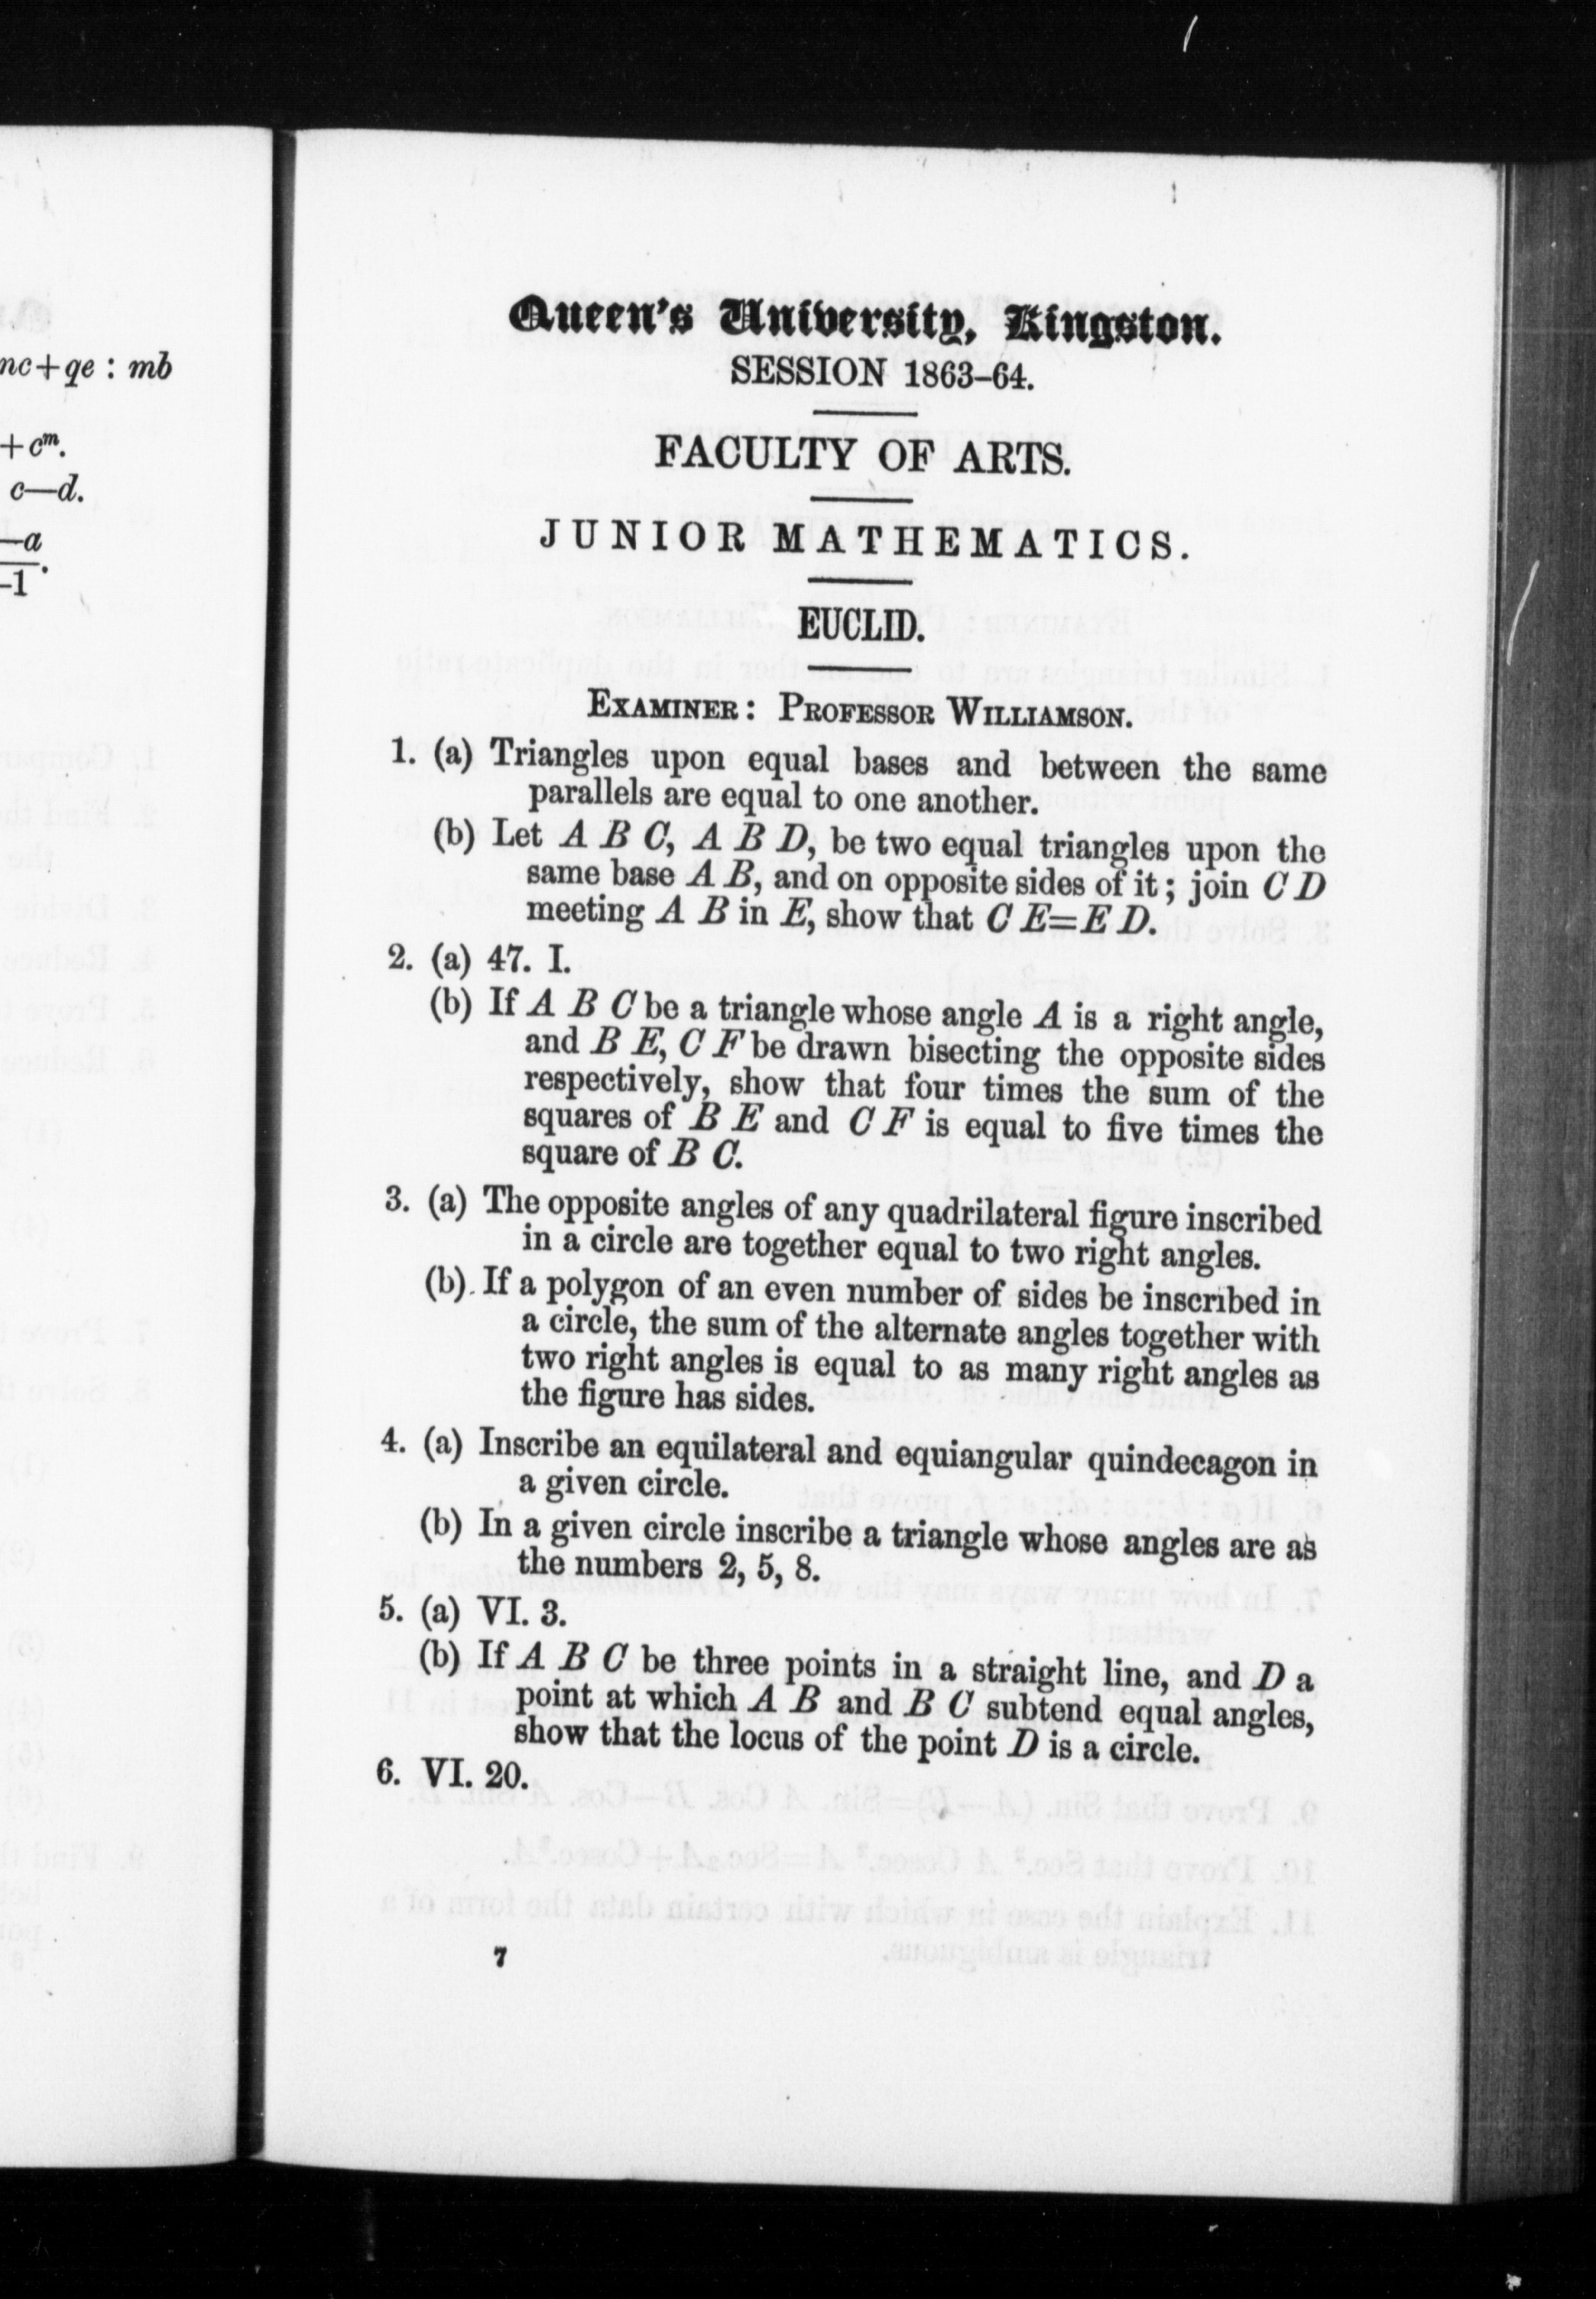 nc+qe : mb
+cᵐ.
c—d.
—a
-1.
Queen's University, Kingston.
SESSION 1863-64.
FACULTY OF ARTS.
JUNIOR MATHEMATICS.
EUCLID.
EXAMINER: PROFESSOR WILLIAMSON.
1. (a) Triangles upon equal bases and between the same
parallels are equal to one another.
(b) Let A B C, A B D, be two equal triangles upon the
same base A B, and on opposite sides of it; join C D
meeting A B in E, show that C E=E D.
2. (a) 47. I.
(b) If A B C be a triangle whose angle A is a right angle,
and B E, C F be drawn bisecting the opposite sides
respectively, show that four times the sum of the
squares of B E and C F is equal to five times the
square of B C.
3. (a) The opposite angles of any quadrilateral figure inscribed
in a circle are together equal to two right angles.
(b) If a polygon of an even number of sides be inscribed in
a circle, the sum of the alternate angles together with
two right angles is equal to as many right angles as
the figure has sides.
4. (a) Inscribe an equilateral and equiangular quindecagon in
a given circle.
(b) In a given circle inscribe a triangle whose angles are as
the numbers 2, 5, 8.
5. (a) VI. 3.
(b) If A B C be three points in a straight line, and D a
point at which A B and B C subtend equal angles,
show that the locus of the point D is a circle.
6. VI. 20.
7